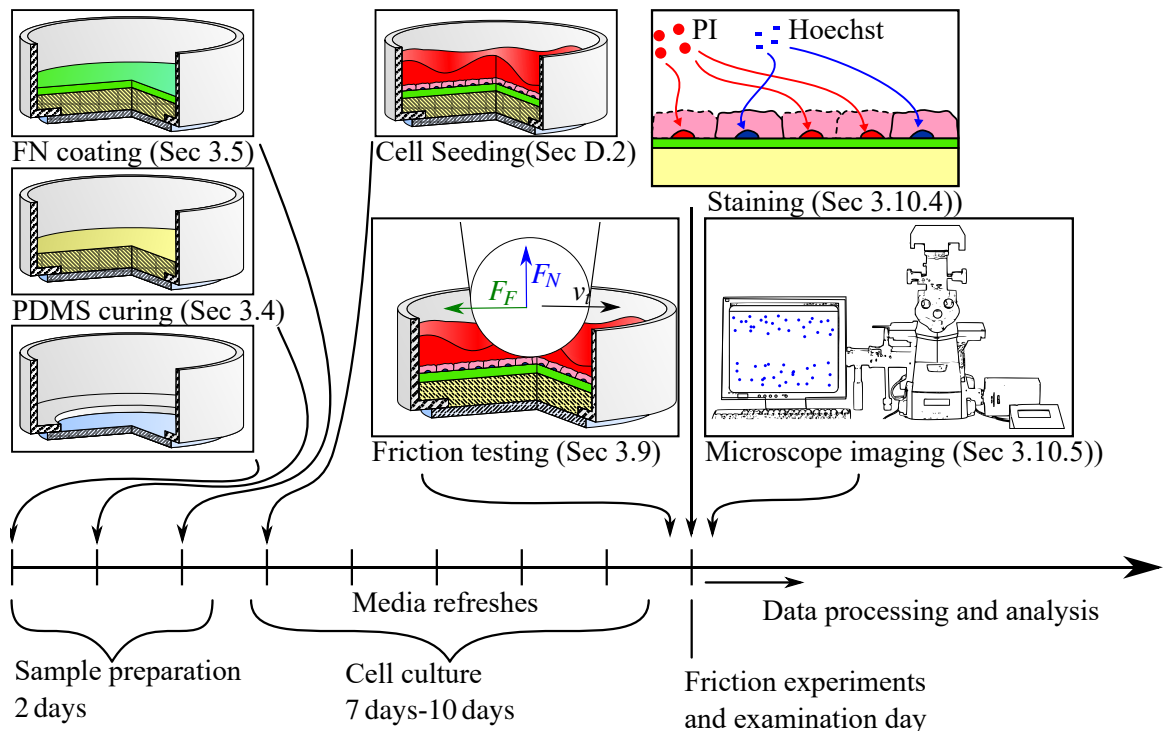 FN coating (Sec 3.5)
PDMS curing (Sec 3.4)
Cell Seeding(Sec D.2)
PI
Hoechst
Staining (Sec 3.10.4))
F_N
F_F
v_t
Friction testing (Sec 3.9)
Microscope imaging (Sec 3.10.5))
Media refreshes
Data processing and analysis
Sample preparation
2 days
Cell culture
7 days-10 days
Friction experiments
and examination day